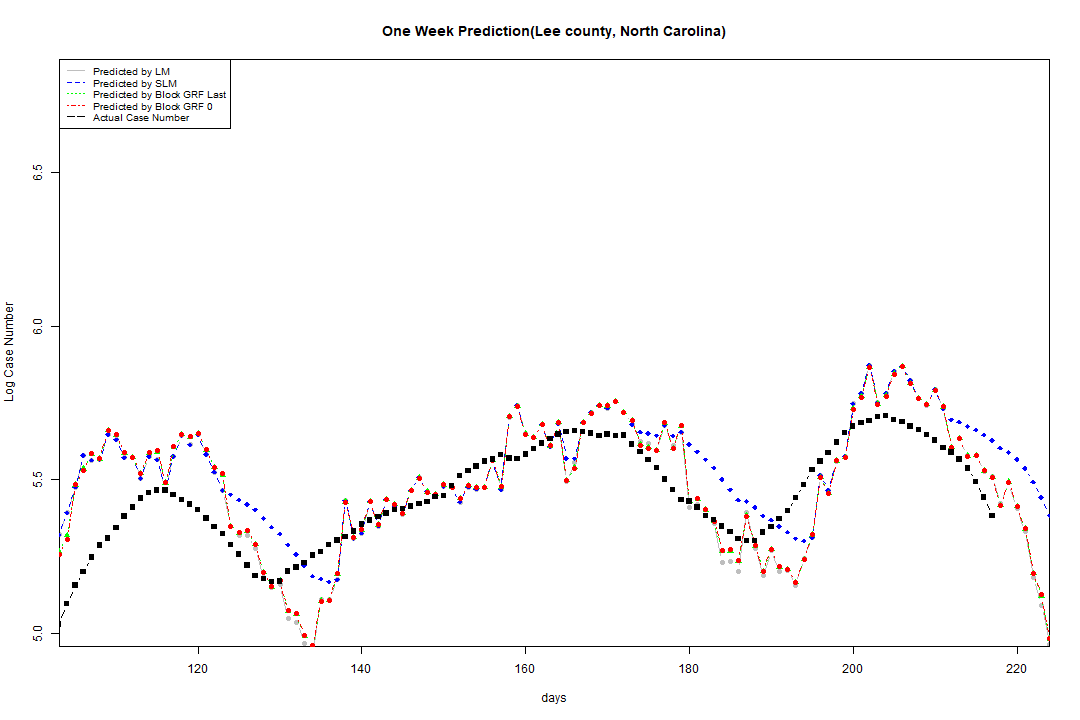 One Week Prediction(Lee county, North Carolina)
Predicted by LM
Predicted by SLM
Predicted by Block GRF Last
Predicted by Block GRF 0
Actual Case Number
6.5
6.0
5.5
5.0
Log Case Number
120 140 160 180 200 220
days